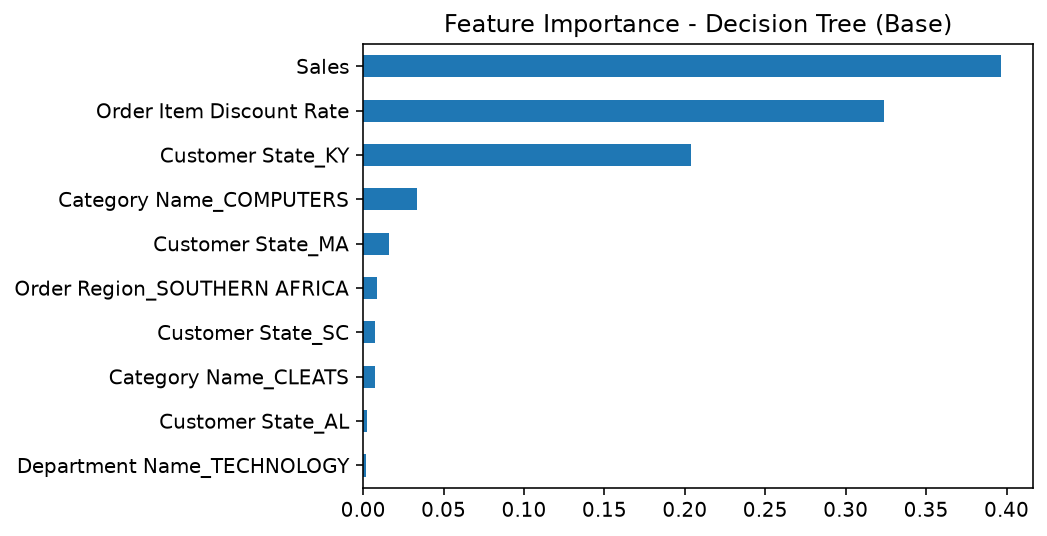 Feature Importance - Decision Tree (Base)
Sales
Order Item Discount Rate
Customer State_KY
Category Name_COMPUTERS
Customer State_MA
Order Region_SOUTHERN AFRICA
Customer State_SC
Category Name_CLEATS
Customer State_AL
Department Name_TECHNOLOGY
0.00 0.05 0.10 0.15 0.20 0.25 0.30 0.35 0.40